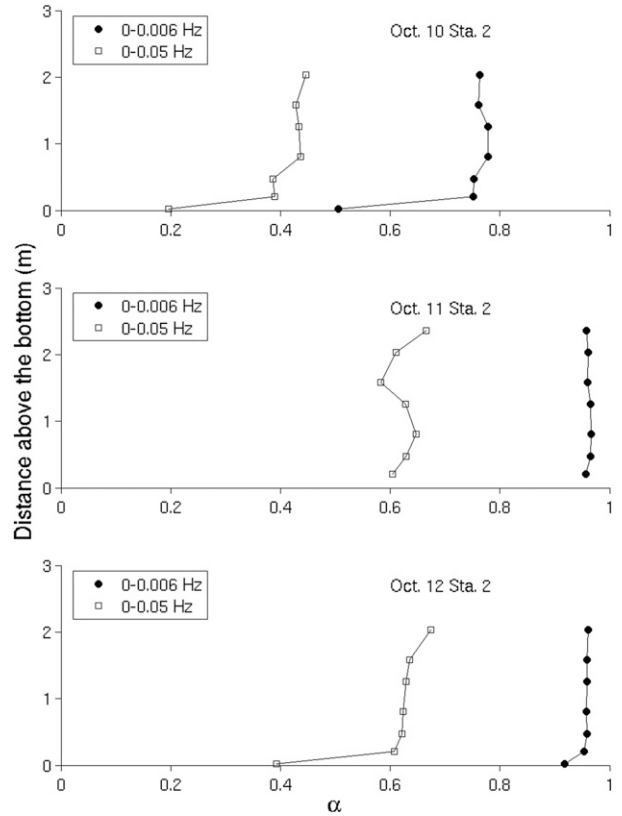 Distance above the bottom (m)
0-0.006 Hz
0-0.05 Hz
Oct. 10 Sta. 2
3
2
1
0
0 0.2 0.4 0.6 0.8 1
0-0.006 Hz
0-0.05 Hz
Oct. 11 Sta. 2
3
2
1
0
0 0.2 0.4 0.6 0.8 1
0-0.006 Hz
0-0.05 Hz
Oct. 12 Sta. 2
3
2
1
0
0 0.2 0.4 0.6 0.8 1
α